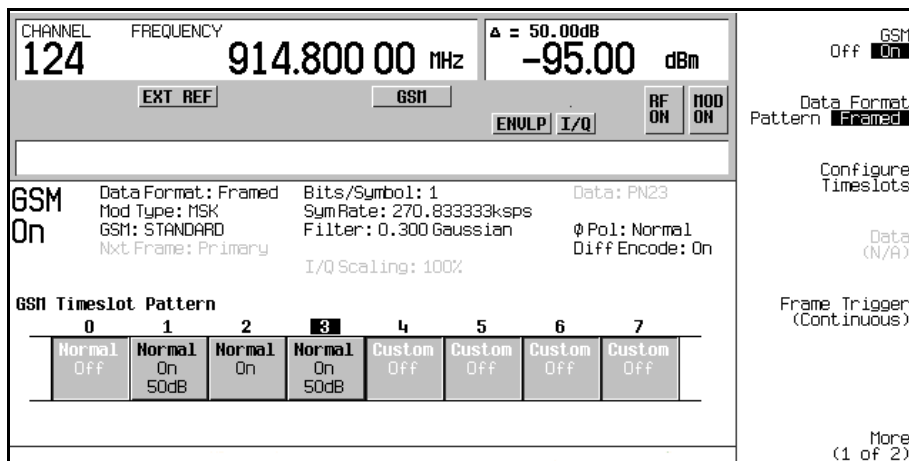 CHANNEL FREQUENCY Δ = 50.00dB
124 914.800 00 MHz -95.00 dBm
EXT REF GSM
ENVLP I/Q RF ON MOD ON
GSM On
Data Format: Framed Bits/Symbol: 1 Data: PN23
Mod Type: MSK Sym Rate: 270.833333ksps
GSM: STANDARD Filter: 0.300 Gaussian Φ Pol: Normal
Nxt Frame: Primary Diff Encode: On
I/Q Scaling: 100%
GSM Timeslot Pattern
0 1 2 3 4 5 6 7
Normal Normal Normal Normal Custom Custom Custom Custom
Off On On On Off Off Off Off
50dB 50dB
GSM
Off On
Data Format
Pattern Framed
Configure
Timeslots
Data
(N/A)
Frame Trigger
(Continuous)
More
(1 of 2)